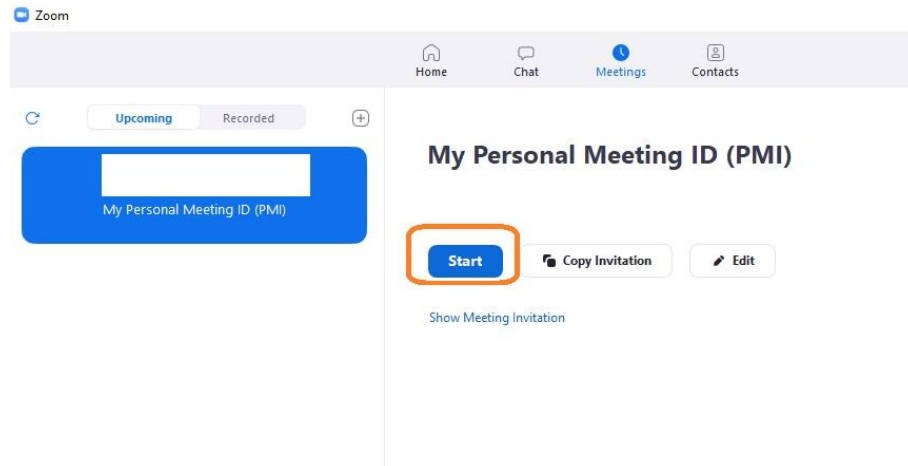 Zoom
Home Chat Meetings Contacts
Upcoming Recorded
My Personal Meeting ID (PMI)
My Personal Meeting ID (PMI)
Start Copy Invitation Edit
Show Meeting Invitation